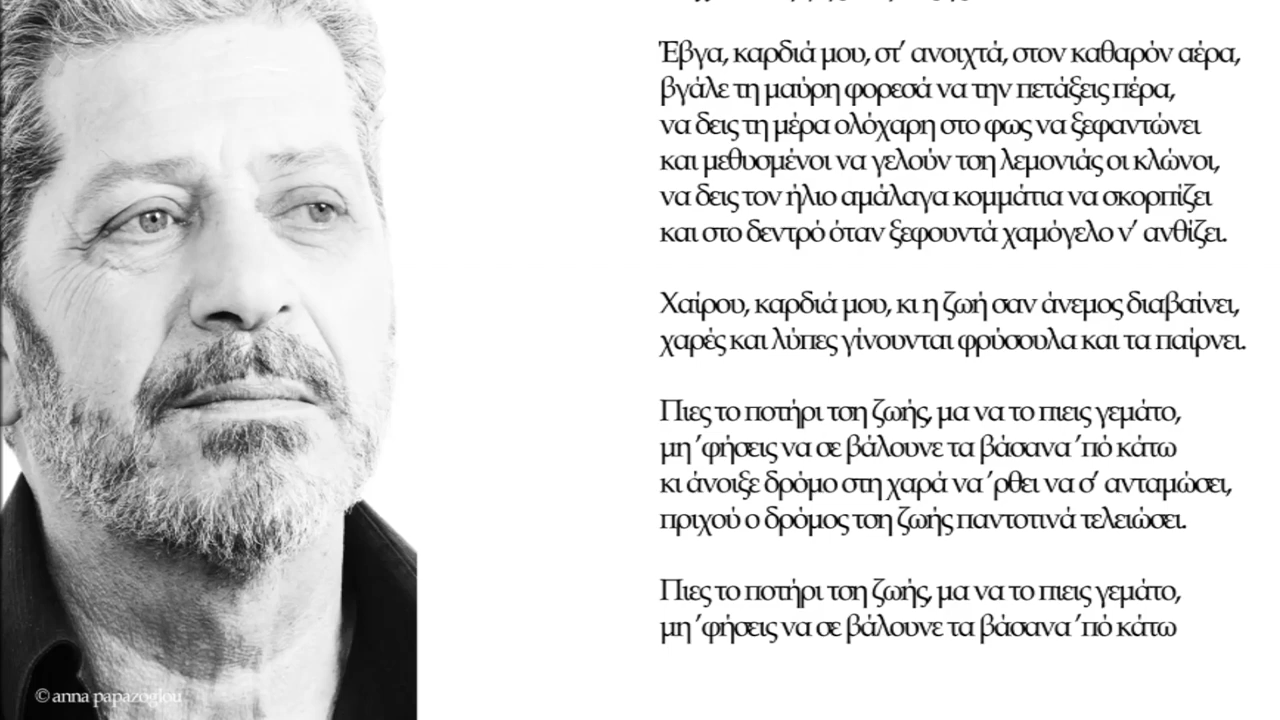 Έβγα, καρδιά μου, στ’ ανοιχτά, στον καθαρόν αέρα,
βγάλε τη μαύρη φορεσά να την πετάξεις πέρα,
να δεις τη μέρα ολόχαρη στο φως να ξεφαντώνει
και μεθυσμένοι να γελούν τση λεμονιάς οι κλώνοι,
να δεις τον ήλιο αμάλαγα κομμάτια να σκορπίζει
και στο δεντρό όταν ξεφουντά χαμόγελο ν’ ανθίζει.
Χαίρου, καρδιά μου, κι η ζωή σαν άνεμος διαβαίνει,
χαρές και λύπες γίνουνται φρύσουλα και τα παίρνει.
Πιες το ποτήρι τση ζωής, μα να το πιεις γεμάτο,
μη ’φήσεις να σε βάλουνε τα βάσανα ’πό κάτω
κι άνοιξε δρόμο στη χαρά να ’ρθει να σ’ ανταμώσει,
πριχού ο δρόμος τση ζωής παντοτινά τελειώσει.
Πιες το ποτήρι τση ζωής, μα να το πιεις γεμάτο,
μη ’φήσεις να σε βάλουνε τα βάσανα ’πό κάτω
© anna papazoglou